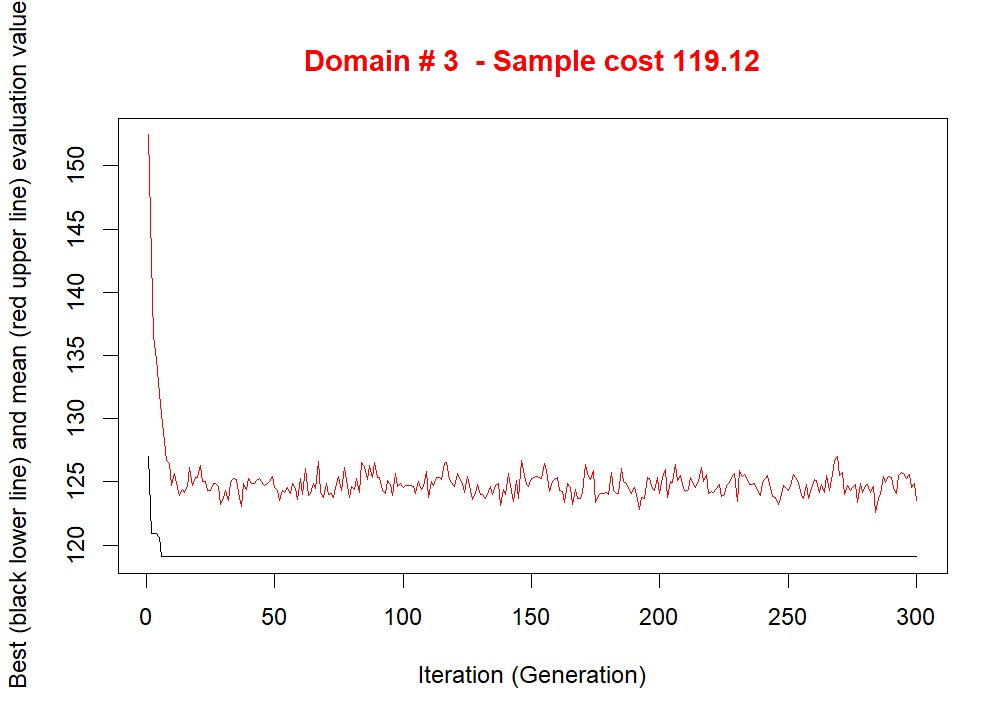 Domain # 3  - Sample cost 119.12
Best (black lower line) and mean (red upper line) evaluation value
150
145
140
135
130
125
120
0 50 100 150 200 250 300
Iteration (Generation)